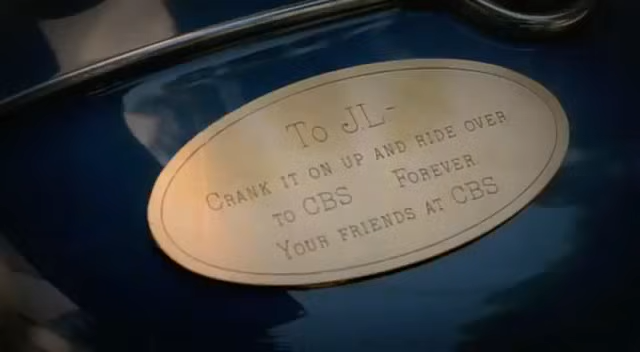 To JL-
Crank it on up and ride over
to CBS Forever
Your friends at CBS